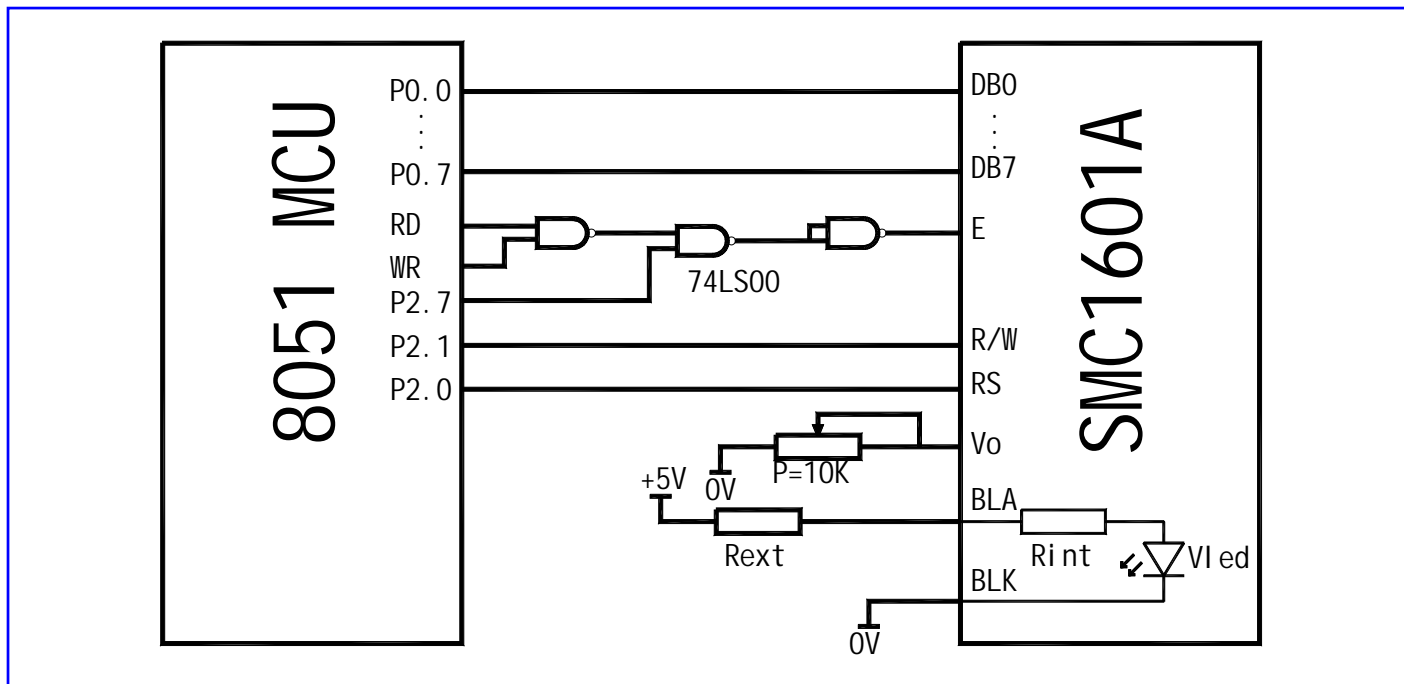 8051 MCU
P0.0
P0.7
RD
WR
P2.7
P2.1
P2.0
74LS00
P=10K
0V
+5V
Rext
0V
SMC1601A
DB0
DB7
E
R/W
RS
Vo
BLA
BLK
Rint
Vled